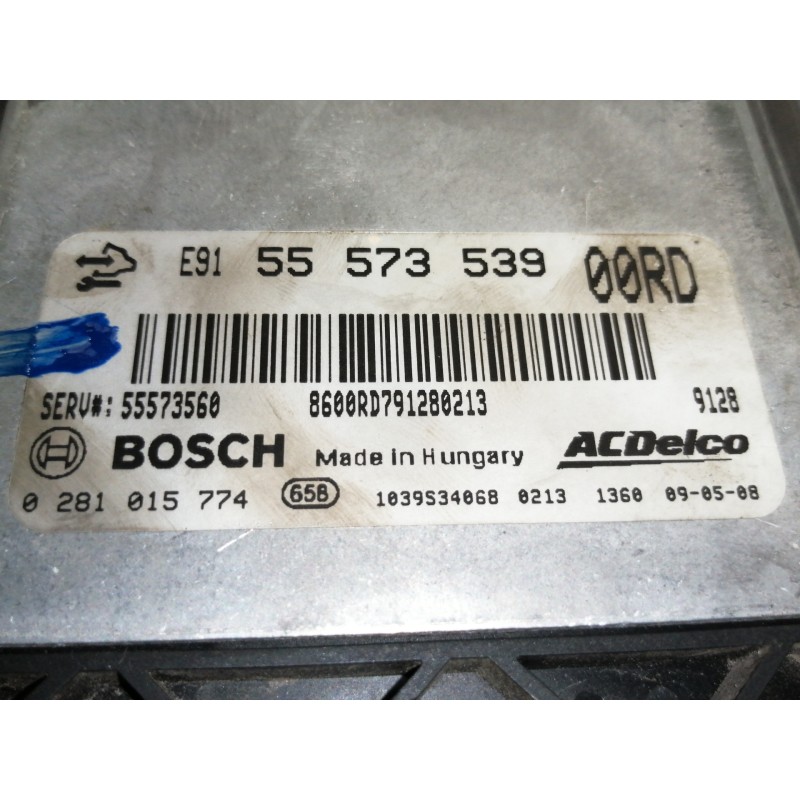 E91 55 573 539 00RD
SERV#: 55573560 8600RD791280213 9128
BOSCH Made in Hungary ACDelco
0 281 015 774 65B 1039S34068 0213 1360 09-05-08